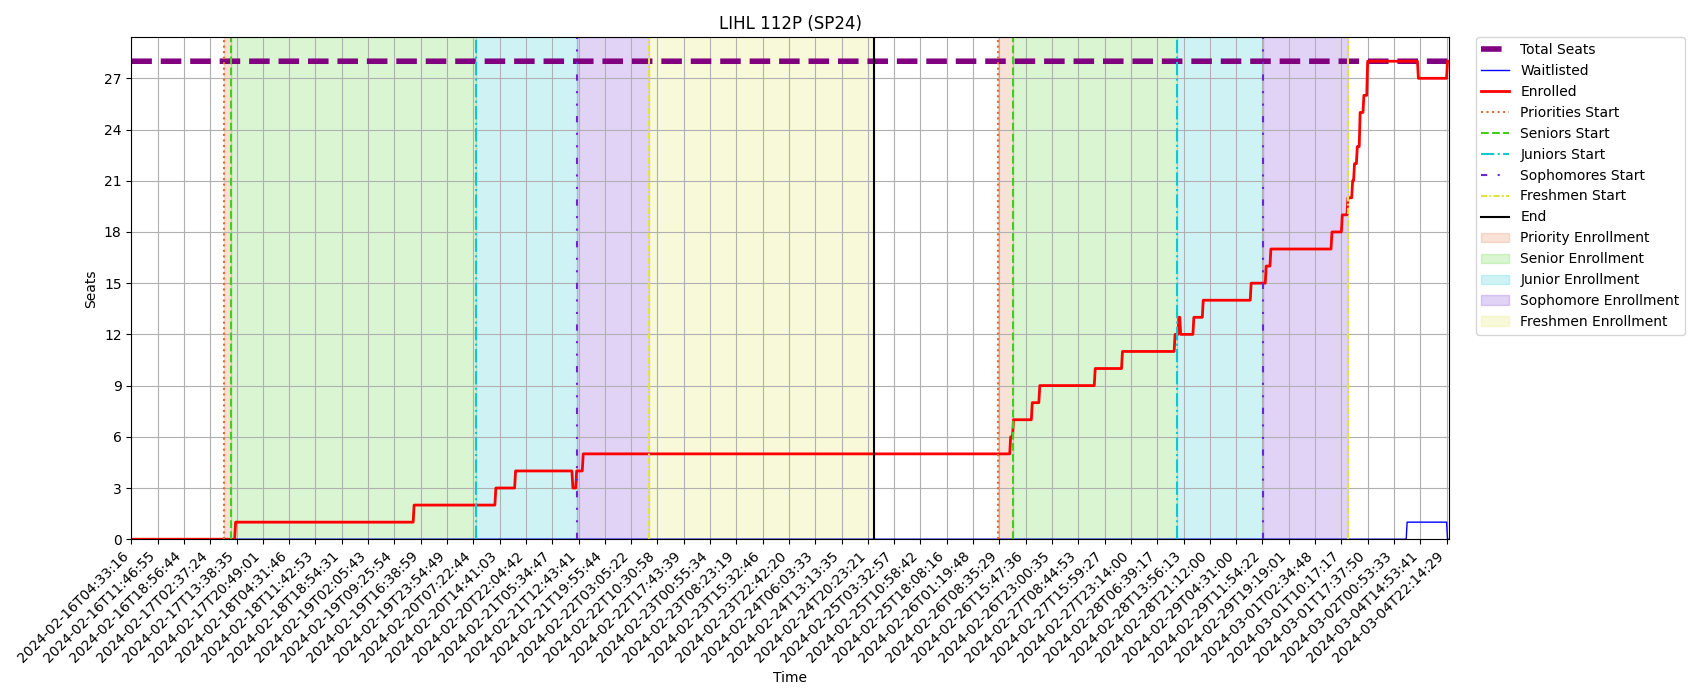 LIHL 112P (SP24)
Seats
27
24
21
18
15
12
9
6
3
0
2024-02-16T04:33:16
2024-02-16T11:46:55
2024-02-16T18:56:44
2024-02-17T02:37:24
2024-02-17T13:38:35
2024-02-17T20:49:01
2024-02-18T04:31:46
2024-02-18T11:42:53
2024-02-18T18:54:31
2024-02-19T02:05:43
2024-02-19T09:25:54
2024-02-19T16:38:59
2024-02-19T23:54:49
2024-02-20T07:22:44
2024-02-20T14:41:03
2024-02-20T22:04:42
2024-02-21T05:34:47
2024-02-21T12:43:41
2024-02-21T19:55:44
2024-02-22T03:05:22
2024-02-22T10:30:58
2024-02-22T17:43:39
2024-02-23T00:55:34
2024-02-23T08:23:19
2024-02-23T15:32:46
2024-02-23T22:42:20
2024-02-24T06:03:33
2024-02-24T13:13:35
2024-02-24T20:23:21
2024-02-25T03:32:57
2024-02-25T10:58:42
2024-02-25T18:08:16
2024-02-26T01:19:48
2024-02-26T08:35:29
2024-02-26T15:47:36
2024-02-26T23:00:35
2024-02-27T08:44:53
2024-02-27T15:59:27
2024-02-27T23:14:00
2024-02-28T06:39:17
2024-02-28T13:56:13
2024-02-28T21:12:00
2024-02-29T04:31:00
2024-02-29T11:54:22
2024-02-29T19:19:01
2024-03-01T02:34:48
2024-03-01T10:17:17
2024-03-01T17:37:50
2024-03-02T00:53:33
2024-03-04T14:53:41
2024-03-04T22:14:29
Time
Total Seats
Waitlisted
Enrolled
Priorities Start
Seniors Start
Juniors Start
Sophomores Start
Freshmen Start
End
Priority Enrollment
Senior Enrollment
Junior Enrollment
Sophomore Enrollment
Freshmen Enrollment